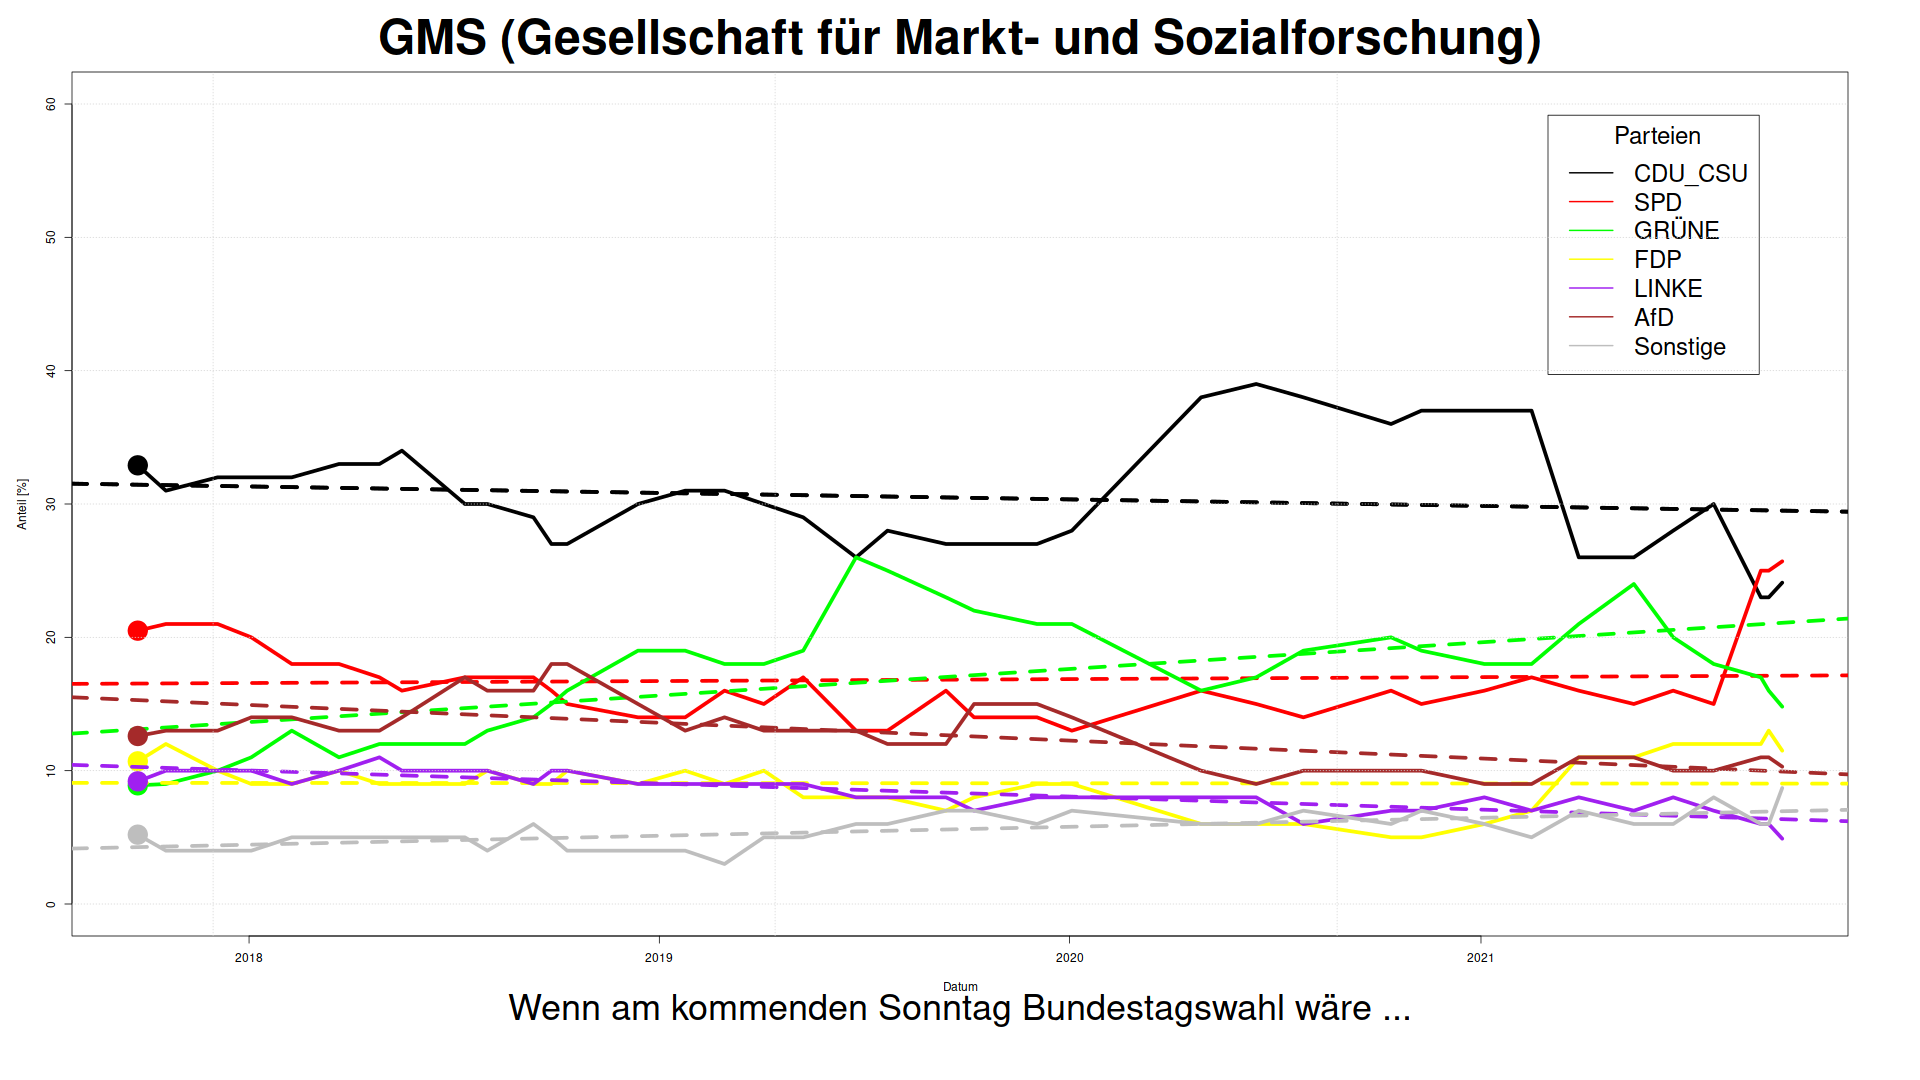 GMS (Gesellschaft für Markt- und Sozialforschung)
Parteien
CDU_CSU
SPD
GRÜNE
FDP
LINKE
AfD
Sonstige
60
50
40
30
20
10
0
Anteil [%]
2018 2019 2020 2021
Datum
Wenn am kommenden Sonntag Bundestagswahl wäre ...